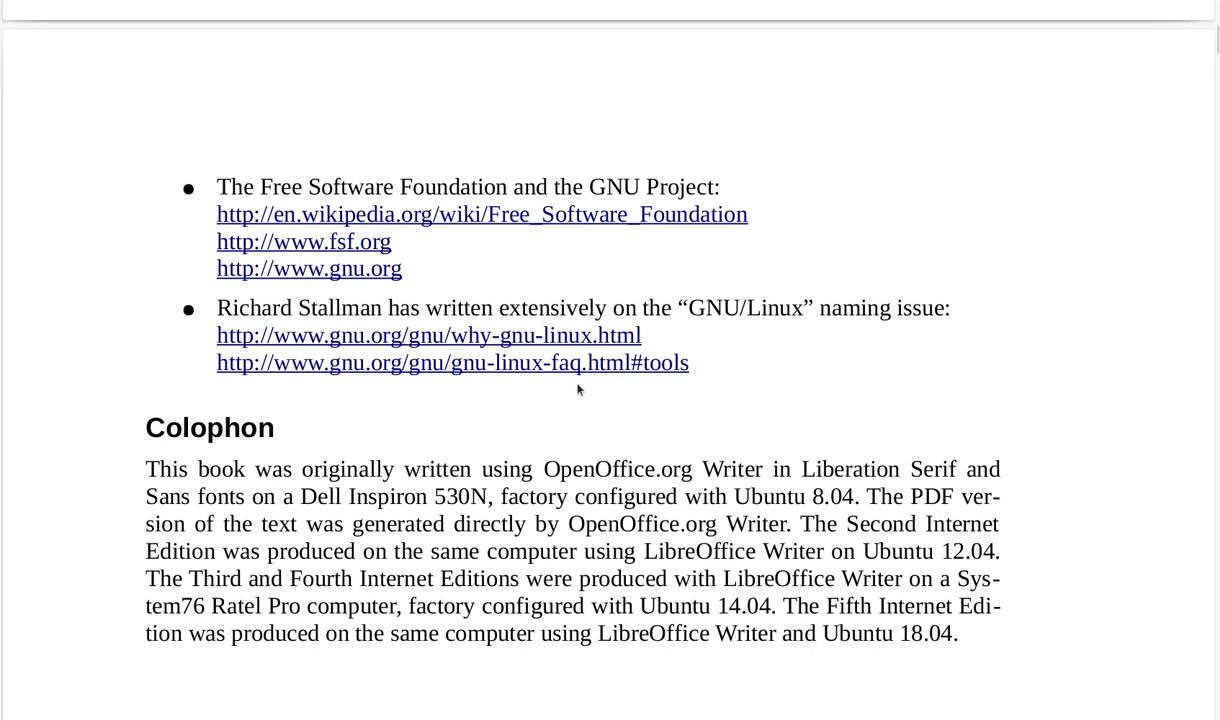 ● The Free Software Foundation and the GNU Project:
http://en.wikipedia.org/wiki/Free_Software_Foundation
http://www.fsf.org
http://www.gnu.org
● Richard Stallman has written extensively on the “GNU/Linux” naming issue:
http://www.gnu.org/gnu/why-gnu-linux.html
http://www.gnu.org/gnu/gnu-linux-faq.html#tools
Colophon
This book was originally written using OpenOffice.org Writer in Liberation Serif and
Sans fonts on a Dell Inspiron 530N, factory configured with Ubuntu 8.04. The PDF ver-
sion of the text was generated directly by OpenOffice.org Writer. The Second Internet
Edition was produced on the same computer using LibreOffice Writer on Ubuntu 12.04.
The Third and Fourth Internet Editions were produced with LibreOffice Writer on a Sys-
tem76 Ratel Pro computer, factory configured with Ubuntu 14.04. The Fifth Internet Edi-
tion was produced on the same computer using LibreOffice Writer and Ubuntu 18.04.